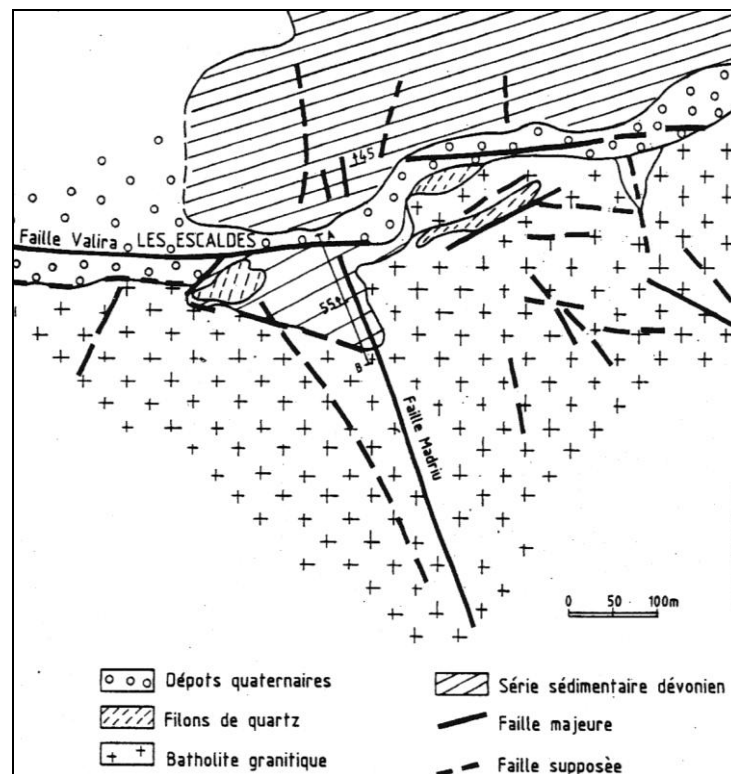 +45
A
Faille Valira LES ESCALDES
55
B
Faille Madriu
0 50 100m
Dépots quaternaires
Filons de quartz
Batholite granitique
Série sédimentaire dévonien
Faille majeure
Faille supposèe